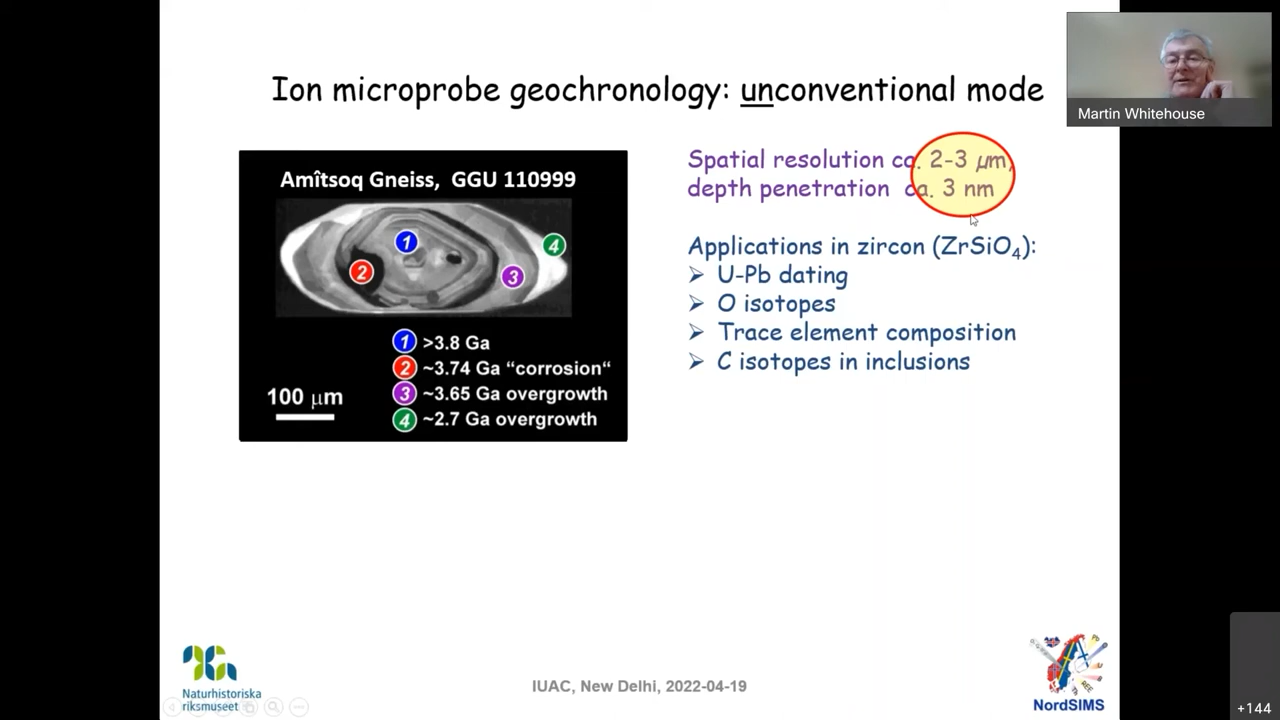 Ion microprobe geochronology: unconventional mode
Martin Whitehouse
Amîtsoq Gneiss, GGU 110999
1
2
3
4
1 >3.8 Ga
2 ~3.74 Ga “corrosion“
3 ~3.65 Ga overgrowth
4 ~2.7 Ga overgrowth
100 μm
Spatial resolution ca. 2-3 μm,
depth penetration ca. 3 nm
Applications in zircon (ZrSiO₄):
➢ U-Pb dating
➢ O isotopes
➢ Trace element composition
➢ C isotopes in inclusions
Naturhistoriska
riksmuseet
IUAC, New Delhi, 2022-04-19
NordSIMS
+144